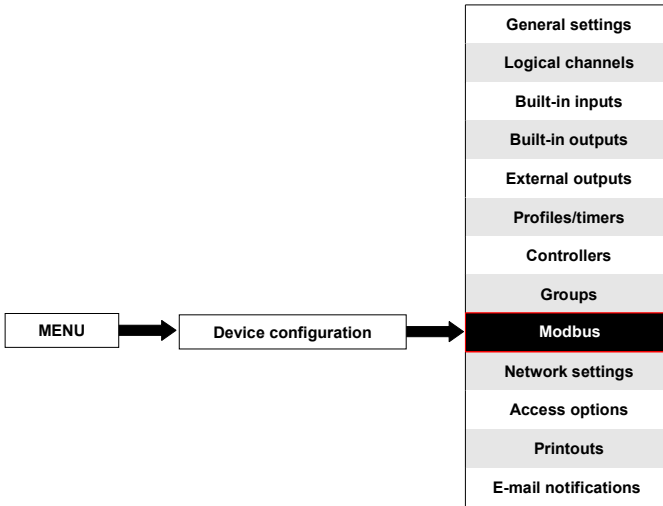 General settings
Logical channels
Built-in inputs
Built-in outputs
External outputs
Profiles/timers
Controllers
Groups
MENU
Device configuration
Modbus
Network settings
Access options
Printouts
E-mail notifications